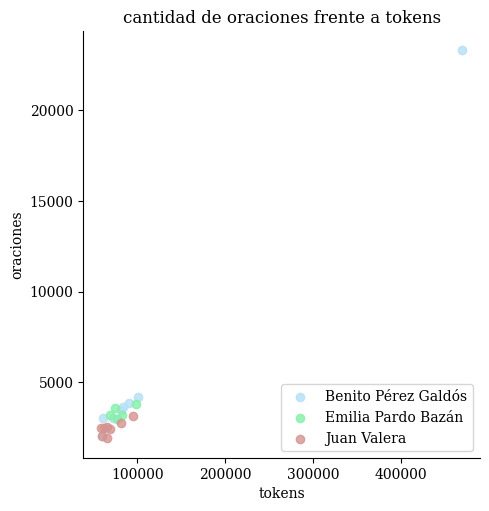 cantidad de oraciones frente a tokens
20000
15000
10000
5000
oraciones
100000 200000 300000 400000
tokens
Benito Pérez Galdós
Emilia Pardo Bazán
Juan Valera